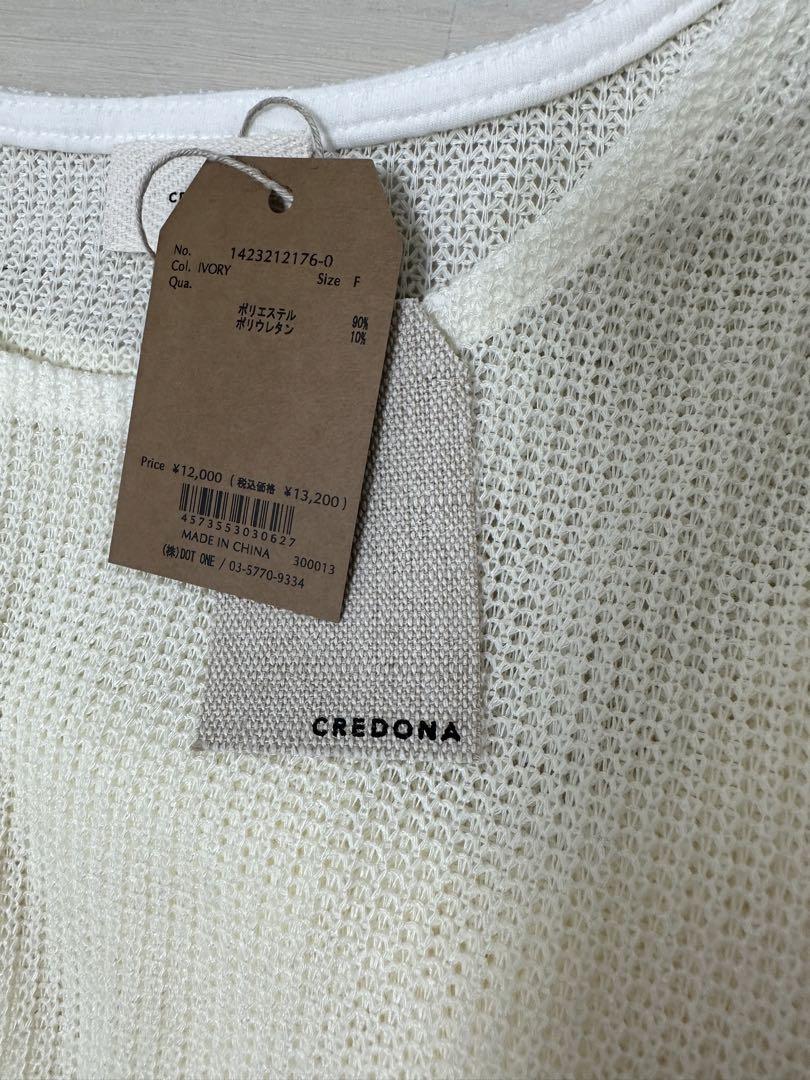 CR
No. 1423212176-0
Col. IVORY Size F
Qua.
ポリエステル 90%
ポリウレタン 10%
Price ¥12,000 ( 税込価格 ¥13,200 )
4573553030627
MADE IN CHINA 300013
(株)DOT ONE / 03-5770-9334
CREDONA